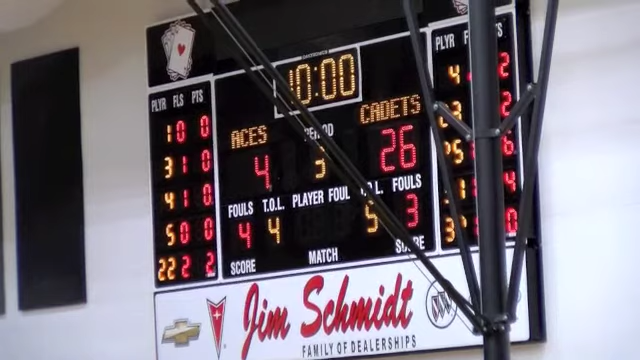 10:00
PLYR FLS PTS
ACES PERIOD CADETS
1 0 0
4 3 26
3 1 0
4 1 0
FOULS T.O.L. PLAYER FOUL T.O.L. FOULS
5 0 0
4 4 5 3
22 2 2
SCORE MATCH SCORE
Jim Schmidt
FAMILY OF DEALERSHIPS
PLYR
4 2